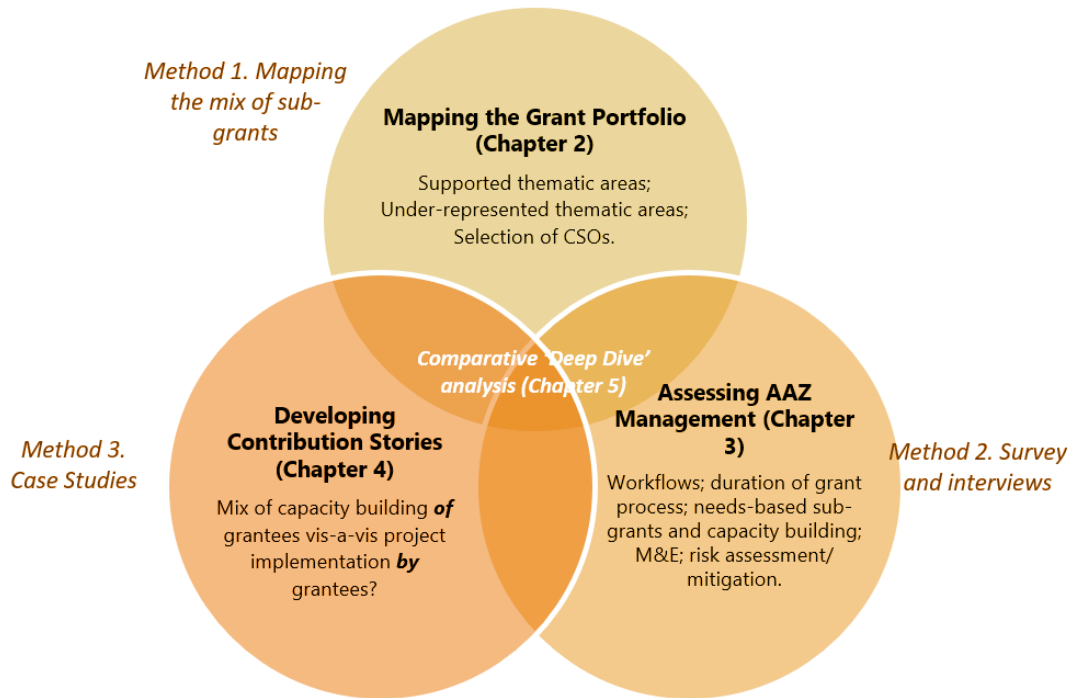 Method 1. Mapping
the mix of sub-
grants
Mapping the Grant Portfolio
(Chapter 2)
Supported thematic areas;
Under-represented thematic areas;
Selection of CSOs.
Comparative ‘Deep Dive’
analysis (Chapter 5)
Developing
Contribution Stories
(Chapter 4)
Mix of capacity building of
grantees vis-a-vis project
implementation by
grantees?
Method 3.
Case Studies
Assessing AAZ
Management (Chapter
3)
Workflows; duration of grant
process; needs-based sub-
grants and capacity building;
M&E; risk assessment/
mitigation.
Method 2. Survey
and interviews